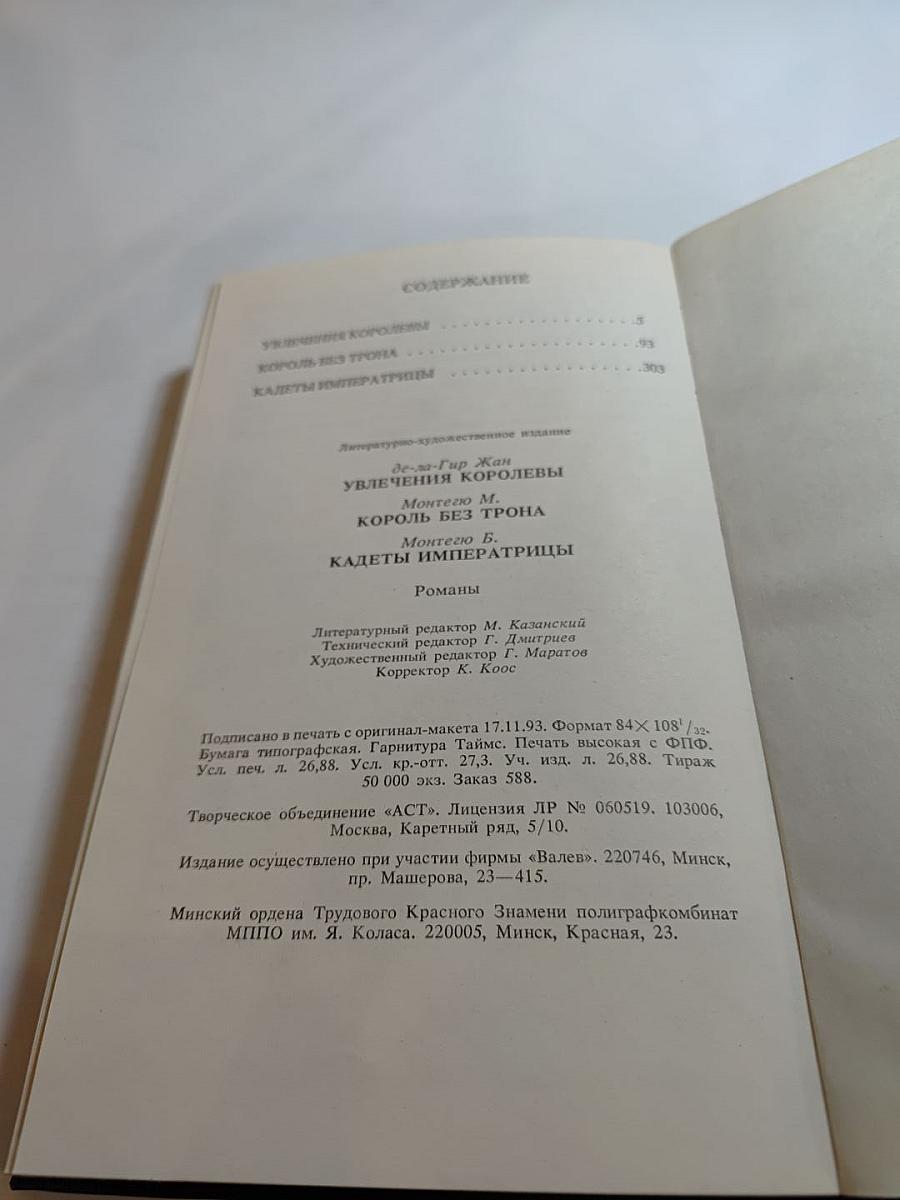 СОДЕРЖАНИЕ
УВЛЕЧЕНИЯ КОРОЛЕВЫ . . . . . . . . . . . . . . . . . .5
КОРОЛЬ БЕЗ ТРОНА . . . . . . . . . . . . . . . . . . . . .93
КАДЕТЫ ИМПЕРАТРИЦЫ . . . . . . . . . . . . . . . . .303
Литературно-художественное издание
де-ла-Гир Жан
УВЛЕЧЕНИЯ КОРОЛЕВЫ
Монтегю М.
КОРОЛЬ БЕЗ ТРОНА
Монтегю Б.
КАДЕТЫ ИМПЕРАТРИЦЫ
Романы
Литературный редактор М. Казанский
Технический редактор Г. Дмитриев
Художественный редактор Г. Маратов
Корректор К. Коос
Подписано в печать с оригинал-макета 17.11.93. Формат 84×108¹/₃₂.
Бумага типографская. Гарнитура Таймс. Печать высокая с ФПФ.
Усл. печ. л. 26,88. Усл. кр.-отт. 27,3. Уч. изд. л. 26,88. Тираж
50 000 экз. Заказ 588.
Творческое объединение «АСТ». Лицензия ЛР № 060519. 103006,
Москва, Каретный ряд, 5/10.
Издание осуществлено при участии фирмы «Валев». 220746, Минск,
пр. Машерова, 23—415.
Минский ордена Трудового Красного Знамени полиграфкомбинат
МППО им. Я. Коласа. 220005, Минск, Красная, 23.